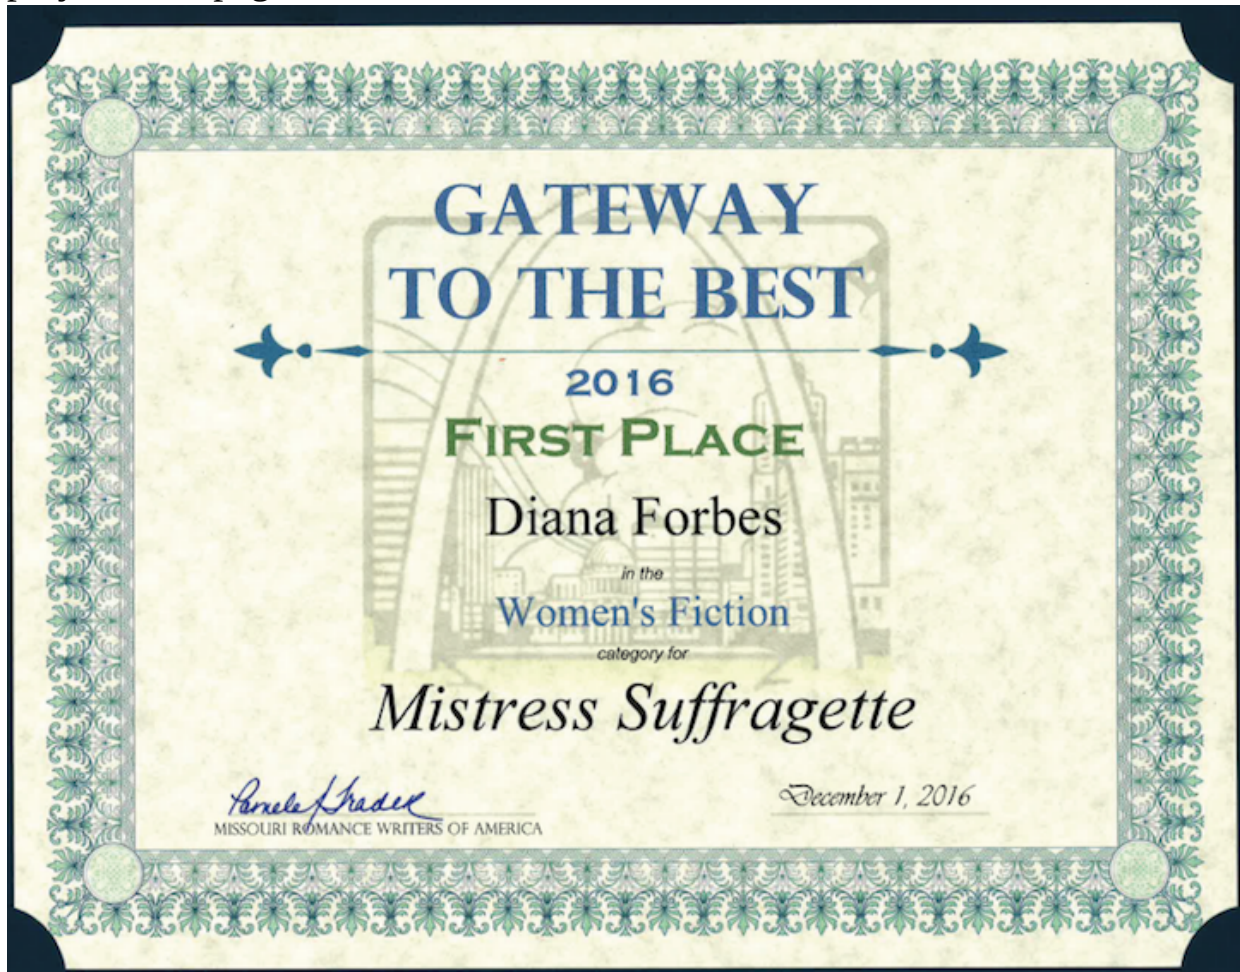 GATEWAY
TO THE BEST
2016
FIRST PLACE
Diana Forbes
in the
Women's Fiction
category for
Mistress Suffragette
December 1, 2016
MISSOURI ROMANCE WRITERS OF AMERICA